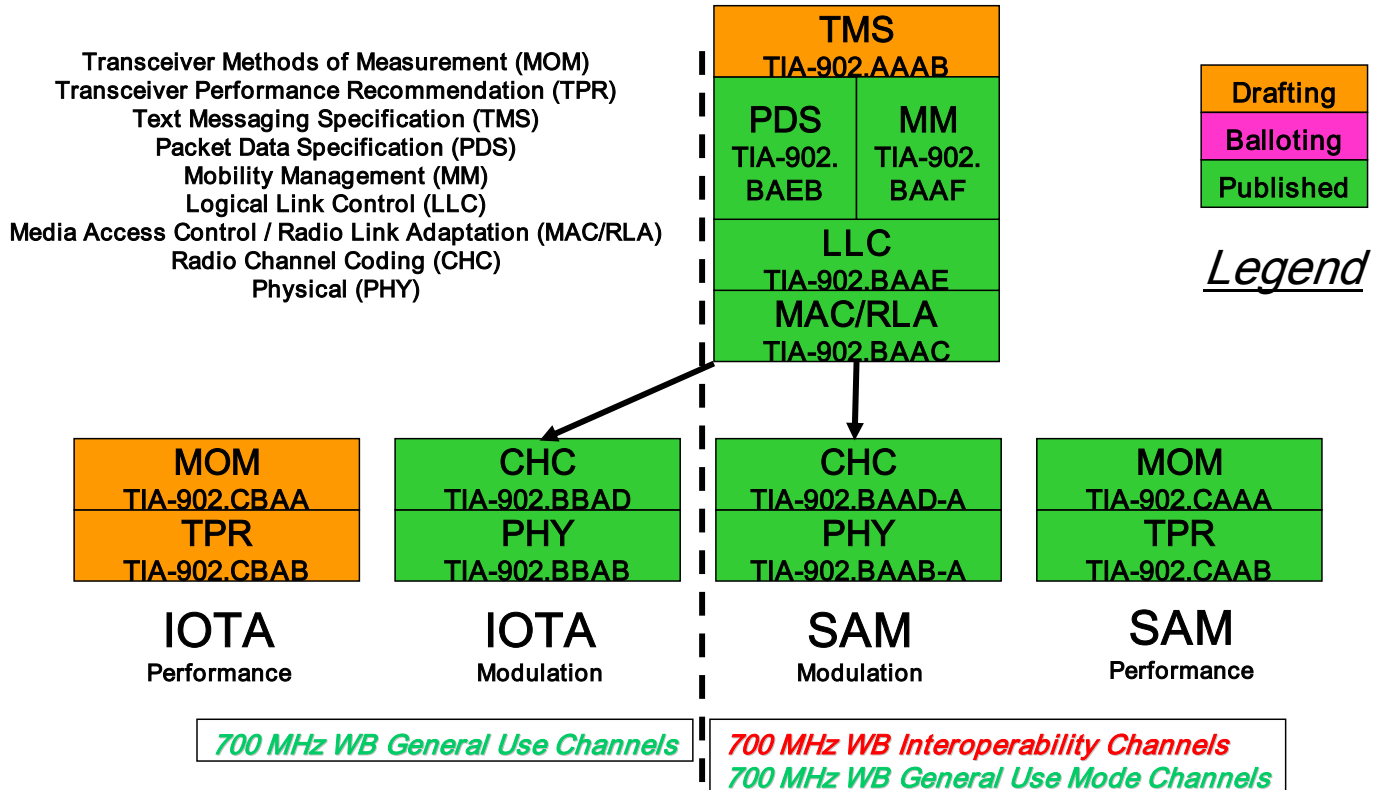 Transceiver Methods of Measurement (MOM)
Transceiver Performance Recommendation (TPR)
Text Messaging Specification (TMS)
Packet Data Specification (PDS)
Mobility Management (MM)
Logical Link Control (LLC)
Media Access Control / Radio Link Adaptation (MAC/RLA)
Radio Channel Coding (CHC)
Physical (PHY)
TMS
TIA-902.AAAB
PDS
TIA-902.
BAEB
MM
TIA-902.
BAAF
LLC
TIA-902.BAAE
MAC/RLA
TIA-902.BAAC
Drafting
Balloting
Published
Legend
MOM
TIA-902.CBAA
TPR
TIA-902.CBAB
IOTA
Performance
CHC
TIA-902.BBAD
PHY
TIA-902.BBAB
IOTA
Modulation
CHC
TIA-902.BAAD-A
PHY
TIA-902.BAAB-A
SAM
Modulation
MOM
TIA-902.CAAA
TPR
TIA-902.CAAB
SAM
Performance
700 MHz WB General Use Channels
700 MHz WB Interoperability Channels
700 MHz WB General Use Mode Channels